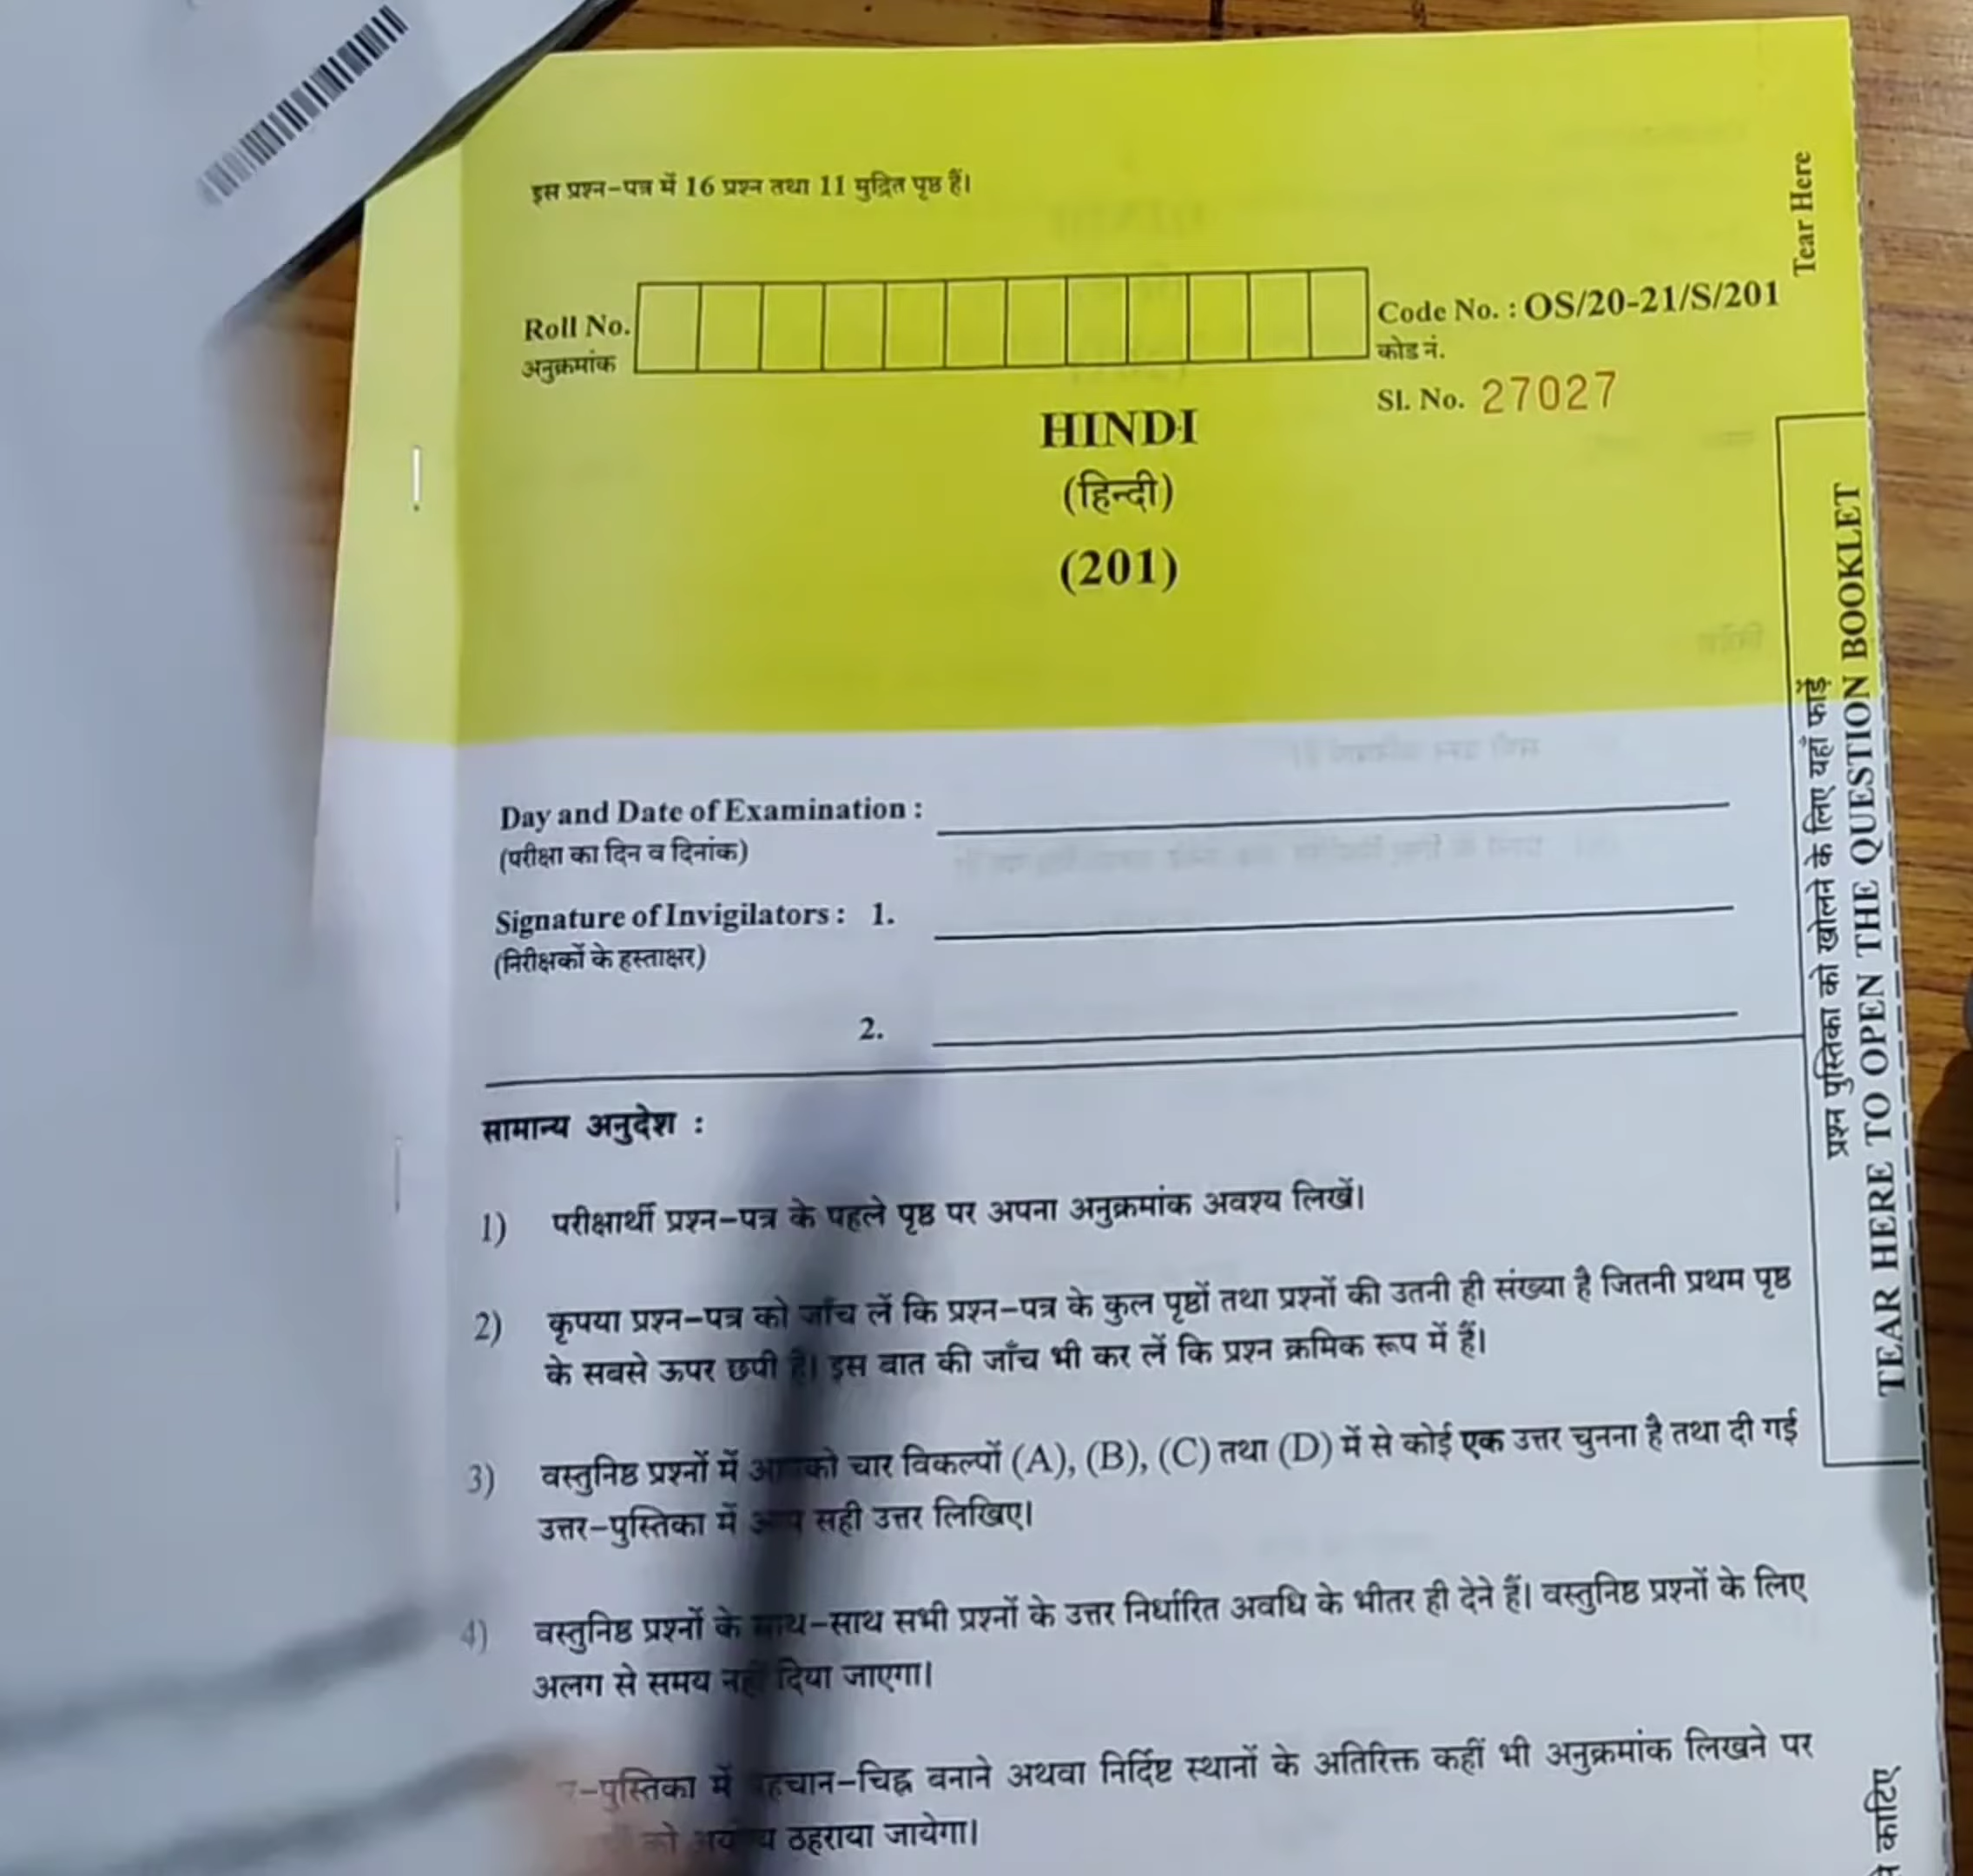 इस प्रश्न-पत्र में 16 प्रश्न तथा 11 मुद्रित पृष्ठ हैं।
Tear Here
Roll No.
अनुक्रमांक
Code No. : OS/20-21/S/201
कोड नं.
Sl. No. 27027
HINDI
(हिन्दी)
(201)
Day and Date of Examination :
(परीक्षा का दिन व दिनांक)
Signature of Invigilators : 1.
(निरीक्षकों के हस्ताक्षर)
2.
प्रश्न पुस्तिका को खोलने के लिए यहाँ फाड़ें
TEAR HERE TO OPEN THE QUESTION BOOKLET
सामान्य अनुदेश :
1) परीक्षार्थी प्रश्न-पत्र के पहले पृष्ठ पर अपना अनुक्रमांक अवश्य लिखें।
2) कृपया प्रश्न-पत्र को जाँच लें कि प्रश्न-पत्र के कुल पृष्ठों तथा प्रश्नों की उतनी ही संख्या है जितनी प्रथम पृष्ठ
के सबसे ऊपर छपी है। इस बात की जाँच भी कर लें कि प्रश्न क्रमिक रूप में हैं।
3) वस्तुनिष्ठ प्रश्नों में आपको चार विकल्पों (A), (B), (C) तथा (D) में से कोई एक उत्तर चुनना है तथा दी गई
उत्तर-पुस्तिका में आप सही उत्तर लिखिए।
4) वस्तुनिष्ठ प्रश्नों के साथ-साथ सभी प्रश्नों के उत्तर निर्धारित अवधि के भीतर ही देने हैं। वस्तुनिष्ठ प्रश्नों के लिए
अलग से समय नहीं दिया जाएगा।
-पुस्तिका में पहचान-चिह्न बनाने अथवा निर्दिष्ट स्थानों के अतिरिक्त कहीं भी अनुक्रमांक लिखने पर
को अयोग्य ठहराया जायेगा।
काटिए